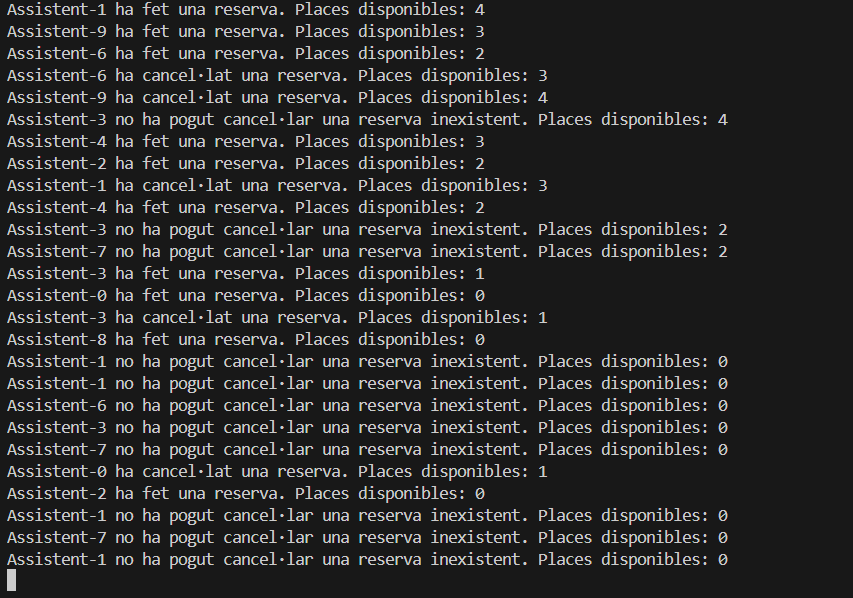 Assistent-1 ha fet una reserva. Places disponibles: 4
Assistent-9 ha fet una reserva. Places disponibles: 3
Assistent-6 ha fet una reserva. Places disponibles: 2
Assistent-6 ha cancel·lat una reserva. Places disponibles: 3
Assistent-9 ha cancel·lat una reserva. Places disponibles: 4
Assistent-3 no ha pogut cancel·lar una reserva inexistent. Places disponibles: 4
Assistent-4 ha fet una reserva. Places disponibles: 3
Assistent-2 ha fet una reserva. Places disponibles: 2
Assistent-1 ha cancel·lat una reserva. Places disponibles: 3
Assistent-4 ha fet una reserva. Places disponibles: 2
Assistent-3 no ha pogut cancel·lar una reserva inexistent. Places disponibles: 2
Assistent-7 no ha pogut cancel·lar una reserva inexistent. Places disponibles: 2
Assistent-3 ha fet una reserva. Places disponibles: 1
Assistent-0 ha fet una reserva. Places disponibles: 0
Assistent-3 ha cancel·lat una reserva. Places disponibles: 1
Assistent-8 ha fet una reserva. Places disponibles: 0
Assistent-1 no ha pogut cancel·lar una reserva inexistent. Places disponibles: 0
Assistent-1 no ha pogut cancel·lar una reserva inexistent. Places disponibles: 0
Assistent-6 no ha pogut cancel·lar una reserva inexistent. Places disponibles: 0
Assistent-3 no ha pogut cancel·lar una reserva inexistent. Places disponibles: 0
Assistent-7 no ha pogut cancel·lar una reserva inexistent. Places disponibles: 0
Assistent-0 ha cancel·lat una reserva. Places disponibles: 1
Assistent-2 ha fet una reserva. Places disponibles: 0
Assistent-1 no ha pogut cancel·lar una reserva inexistent. Places disponibles: 0
Assistent-7 no ha pogut cancel·lar una reserva inexistent. Places disponibles: 0
Assistent-1 no ha pogut cancel·lar una reserva inexistent. Places disponibles: 0